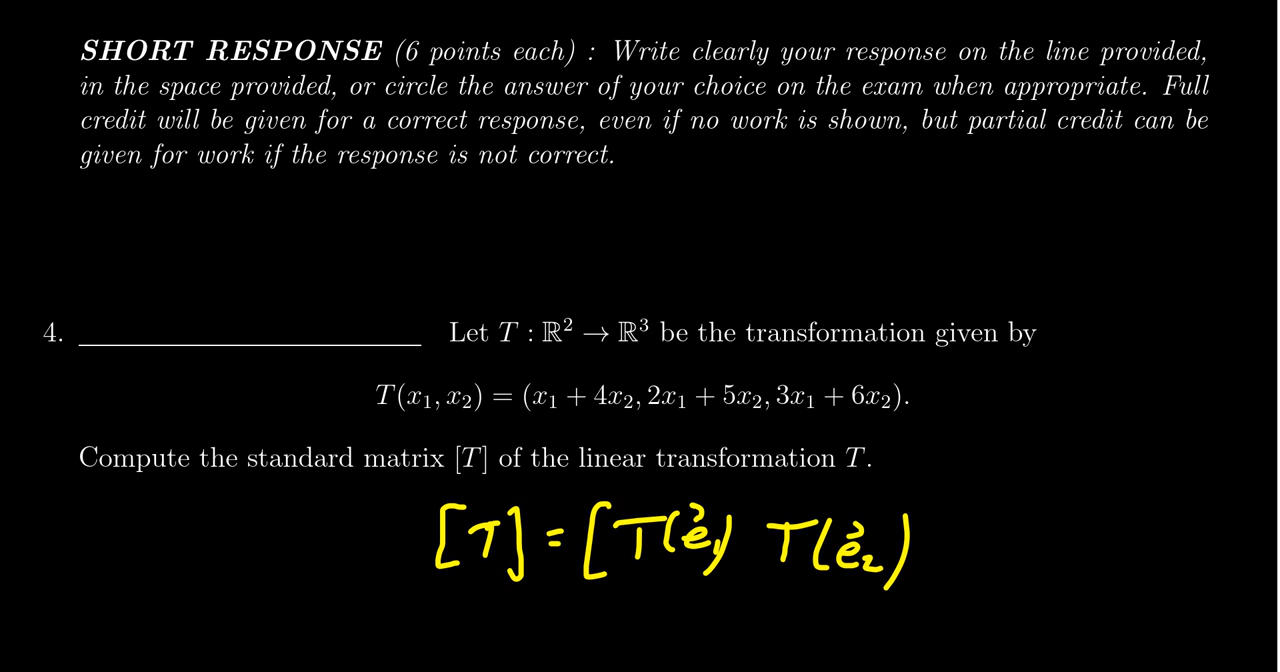 SHORT RESPONSE (6 points each) : Write clearly your response on the line provided,
in the space provided, or circle the answer of your choice on the exam when appropriate. Full
credit will be given for a correct response, even if no work is shown, but partial credit can be
given for work if the response is not correct.
4. ____________________ Let T : ℝ² → ℝ³ be the transformation given by
T(x₁, x₂) = (x₁ + 4x₂, 2x₁ + 5x₂, 3x₁ + 6x₂).
Compute the standard matrix [T] of the linear transformation T.
[T] = [T(e⃗₁) T(e⃗₂)